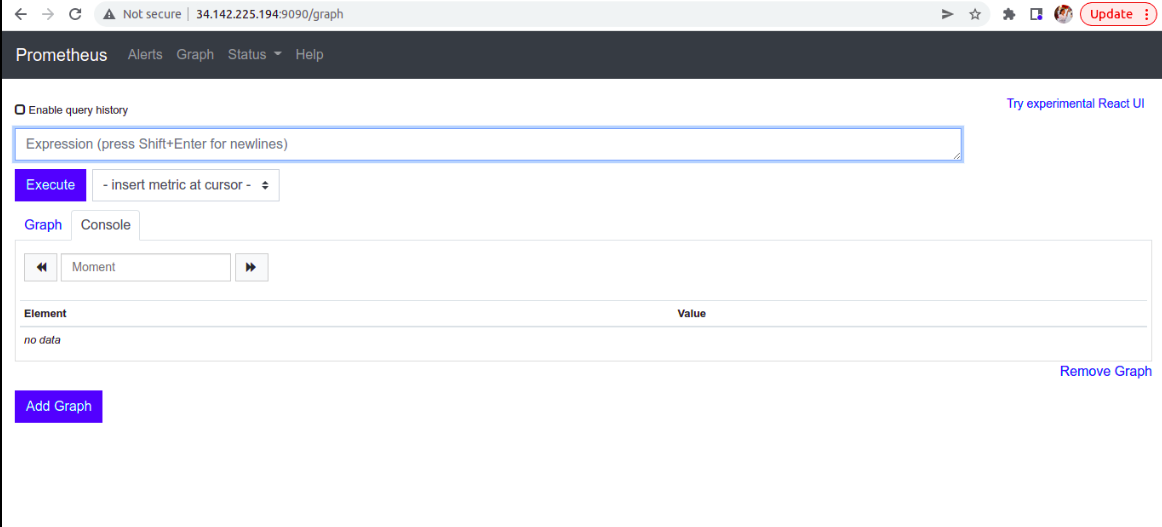 Not secure | 34.142.225.194:9090/graph Update
Prometheus Alerts Graph Status Help
Enable query history Try experimental React UI
Expression (press Shift+Enter for newlines)
Execute - insert metric at cursor -
Graph Console
Moment
Element Value
no data
Remove Graph
Add Graph